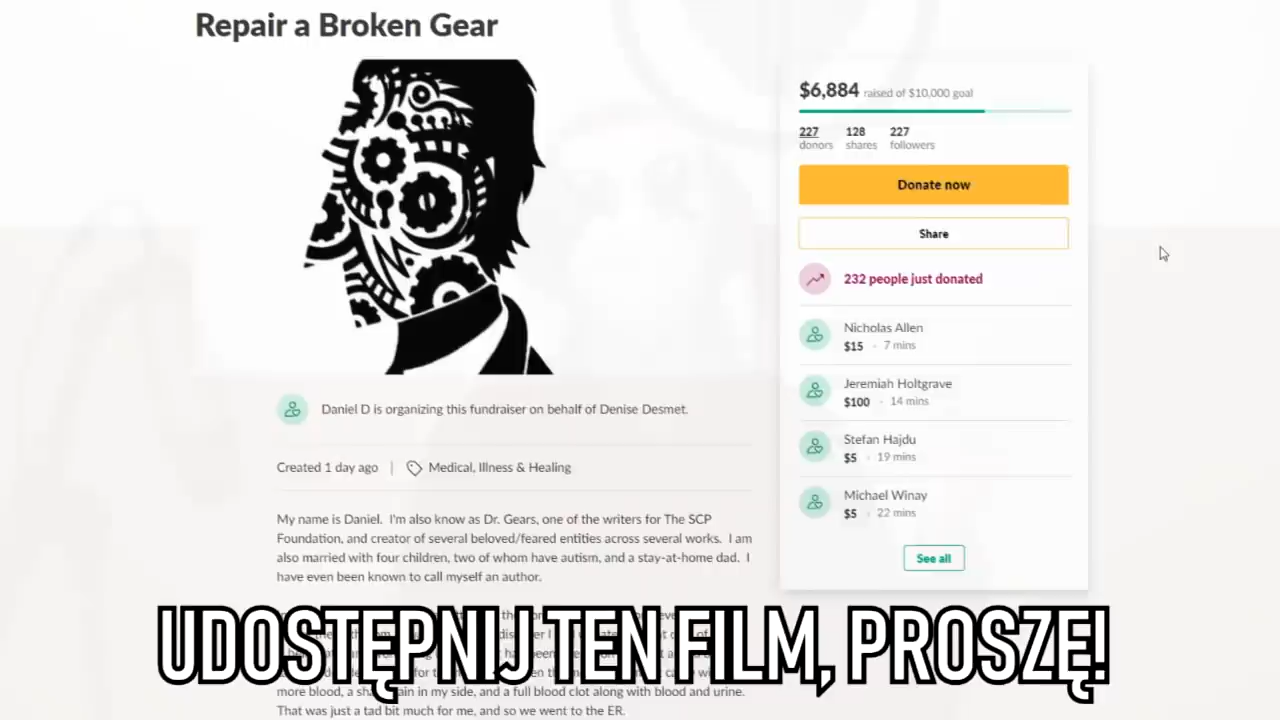 Repair a Broken Gear
$6,884 raised of $10,000 goal
227 128 227
donors shares followers
Donate now
Share
232 people just donated
Nicholas Allen
$15 · 7 mins
Jeremiah Holtgrave
$100 · 14 mins
Stefan Hajdu
$5 · 19 mins
Michael Winay
$5 · 22 mins
See all
Daniel D is organizing this fundraiser on behalf of Denise Desmet.
Created 1 day ago | Medical, Illness & Healing
My name is Daniel. I'm also known as Dr. Gears, one of the writers for The SCP
Foundation, and creator of several beloved/feared entities across several works. I am
also married with four children, two of whom have autism, and a stay-at-home dad. I
have even been known to call myself an author.
UDOSTĘPNIJ TEN FILM, PROSZĘ!
more blood, a in my side, and a full blood clot along with blood and urine.
That was just a tad bit much for me, and so we went to the ER.